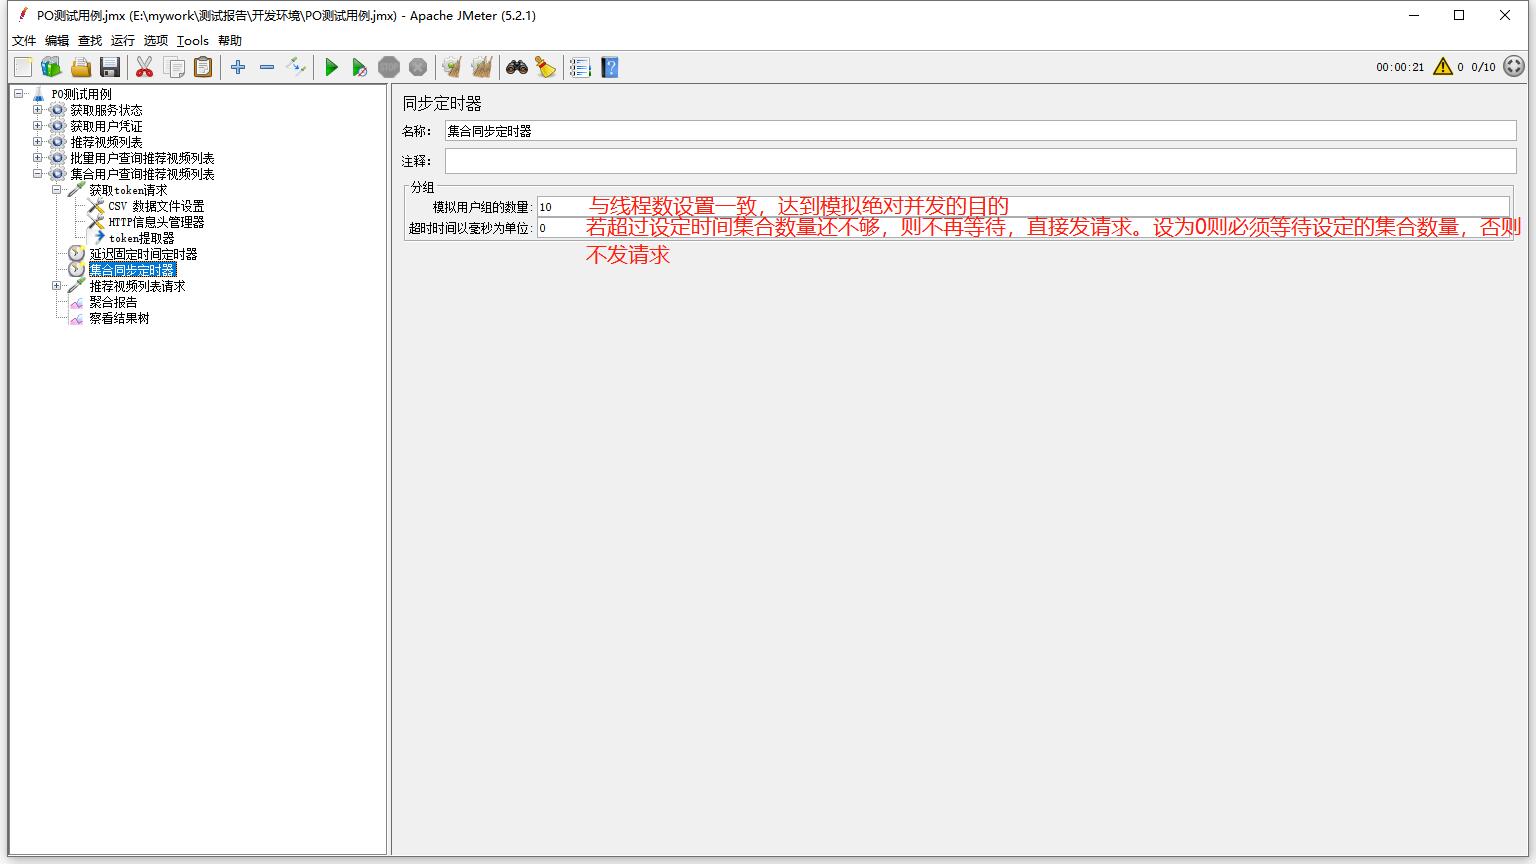 PO测试用例.jmx (E:\mywork\测试报告\开发环境\PO测试用例.jmx) - Apache JMeter (5.2.1)
文件 编辑 查找 运行 选项 Tools 帮助
STOP
00:00:21 0 0/10
PO测试用例
获取服务状态
获取用户凭证
推荐视频列表
批量用户查询推荐视频列表
集合用户查询推荐视频列表
获取token请求
CSV 数据文件设置
HTTP信息头管理器
token提取器
延迟固定时间定时器
集合同步定时器
推荐视频列表请求
聚合报告
察看结果树
同步定时器
名称： 集合同步定时器
注释：
分组
模拟用户组的数量: 10 与线程数设置一致，达到模拟绝对并发的目的
超时时间以毫秒为单位: 0 若超过设定时间集合数量还不够，则不再等待，直接发请求。设为0则必须等待设定的集合数量，否则
不发请求